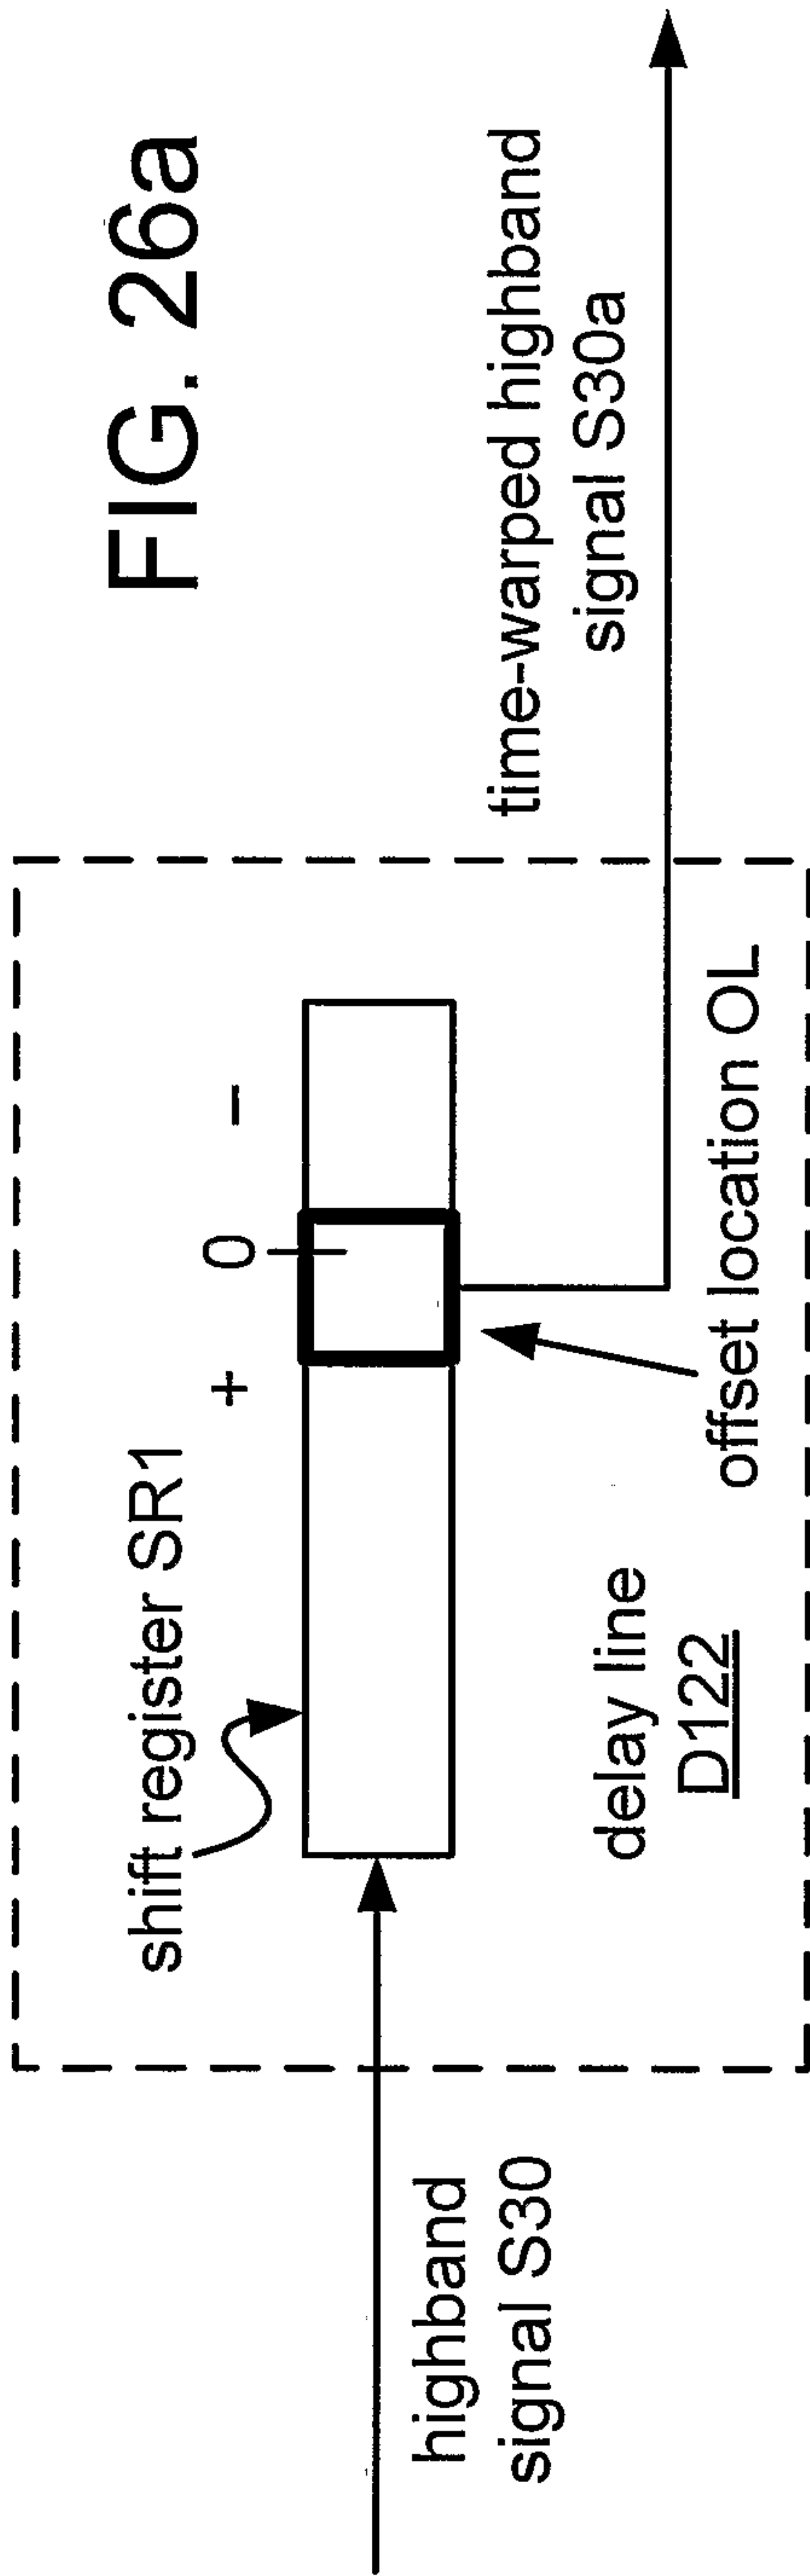 FIG. 26a
shift register SR1
+
0
–
highband
signal S30
delay line
D122
offset location OL
time-warped highband
signal S30a